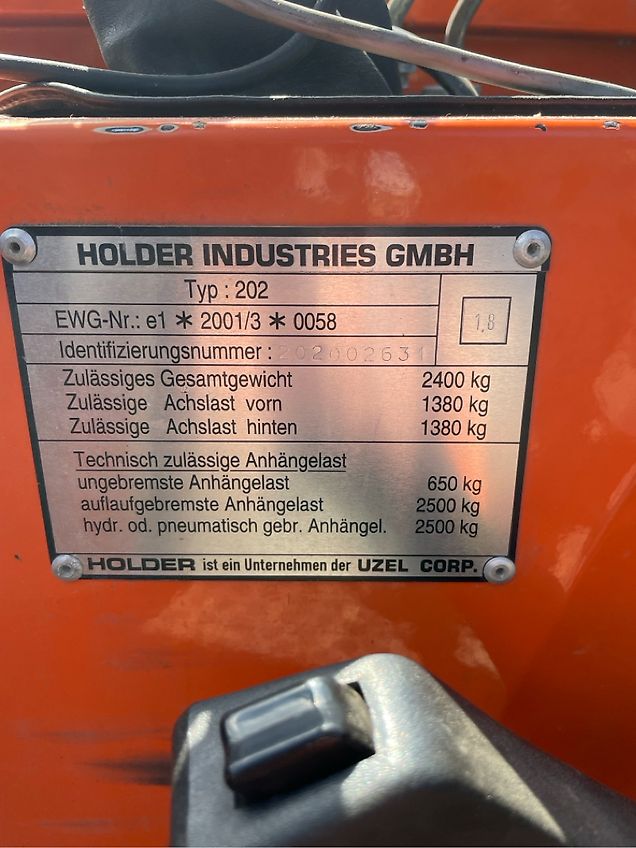 HOLDER INDUSTRIES GMBH
Typ : 202
EWG-Nr.: e1 * 2001/3 * 0058
1,8
Identifizierungsnummer : 202002631
Zulässiges Gesamtgewicht 2400 kg
Zulässige Achslast vorn 1380 kg
Zulässige Achslast hinten 1380 kg
Technisch zulässige Anhängelast
ungebremste Anhängelast 650 kg
auflaufgebremste Anhängelast 2500 kg
hydr. od. pneumatisch gebr. Anhängel. 2500 kg
HOLDER ist ein Unternehmen der UZEL CORP.